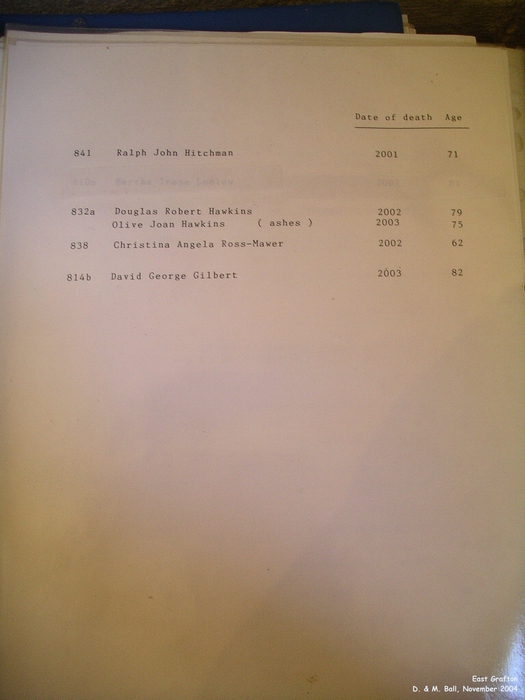 Date of death Age
841 Ralph John Hitchman 2001 71
832a Douglas Robert Hawkins 2002 79
Olive Joan Hawkins ( ashes ) 2003 75
838 Christina Angela Ross-Mawer 2002 62
814b David George Gilbert 2003 82
East Grafton
D. & M. Ball, November 2004